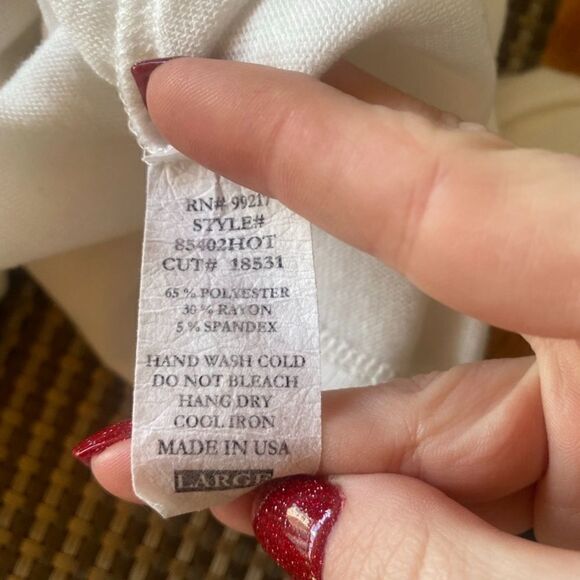 RN# 99217
STYLE#
85402HOT
CUT# 18531
65 % POLYESTER
30 % RAYON
5 % SPANDEX
HAND WASH COLD
DO NOT BLEACH
HANG DRY
COOL IRON
MADE IN USA
LARGE